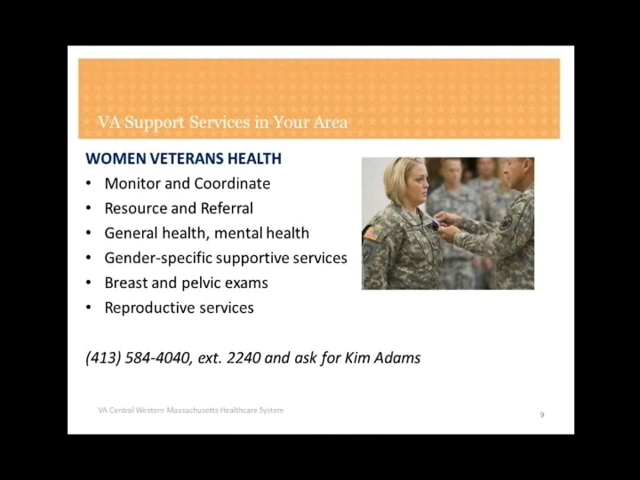 VA Support Services in Your Area
WOMEN VETERANS HEALTH
• Monitor and Coordinate
• Resource and Referral
• General health, mental health
• Gender-specific supportive services
• Breast and pelvic exams
• Reproductive services
(413) 584-4040, ext. 2240 and ask for Kim Adams
VA Central Western Massachusetts Healthcare System
9